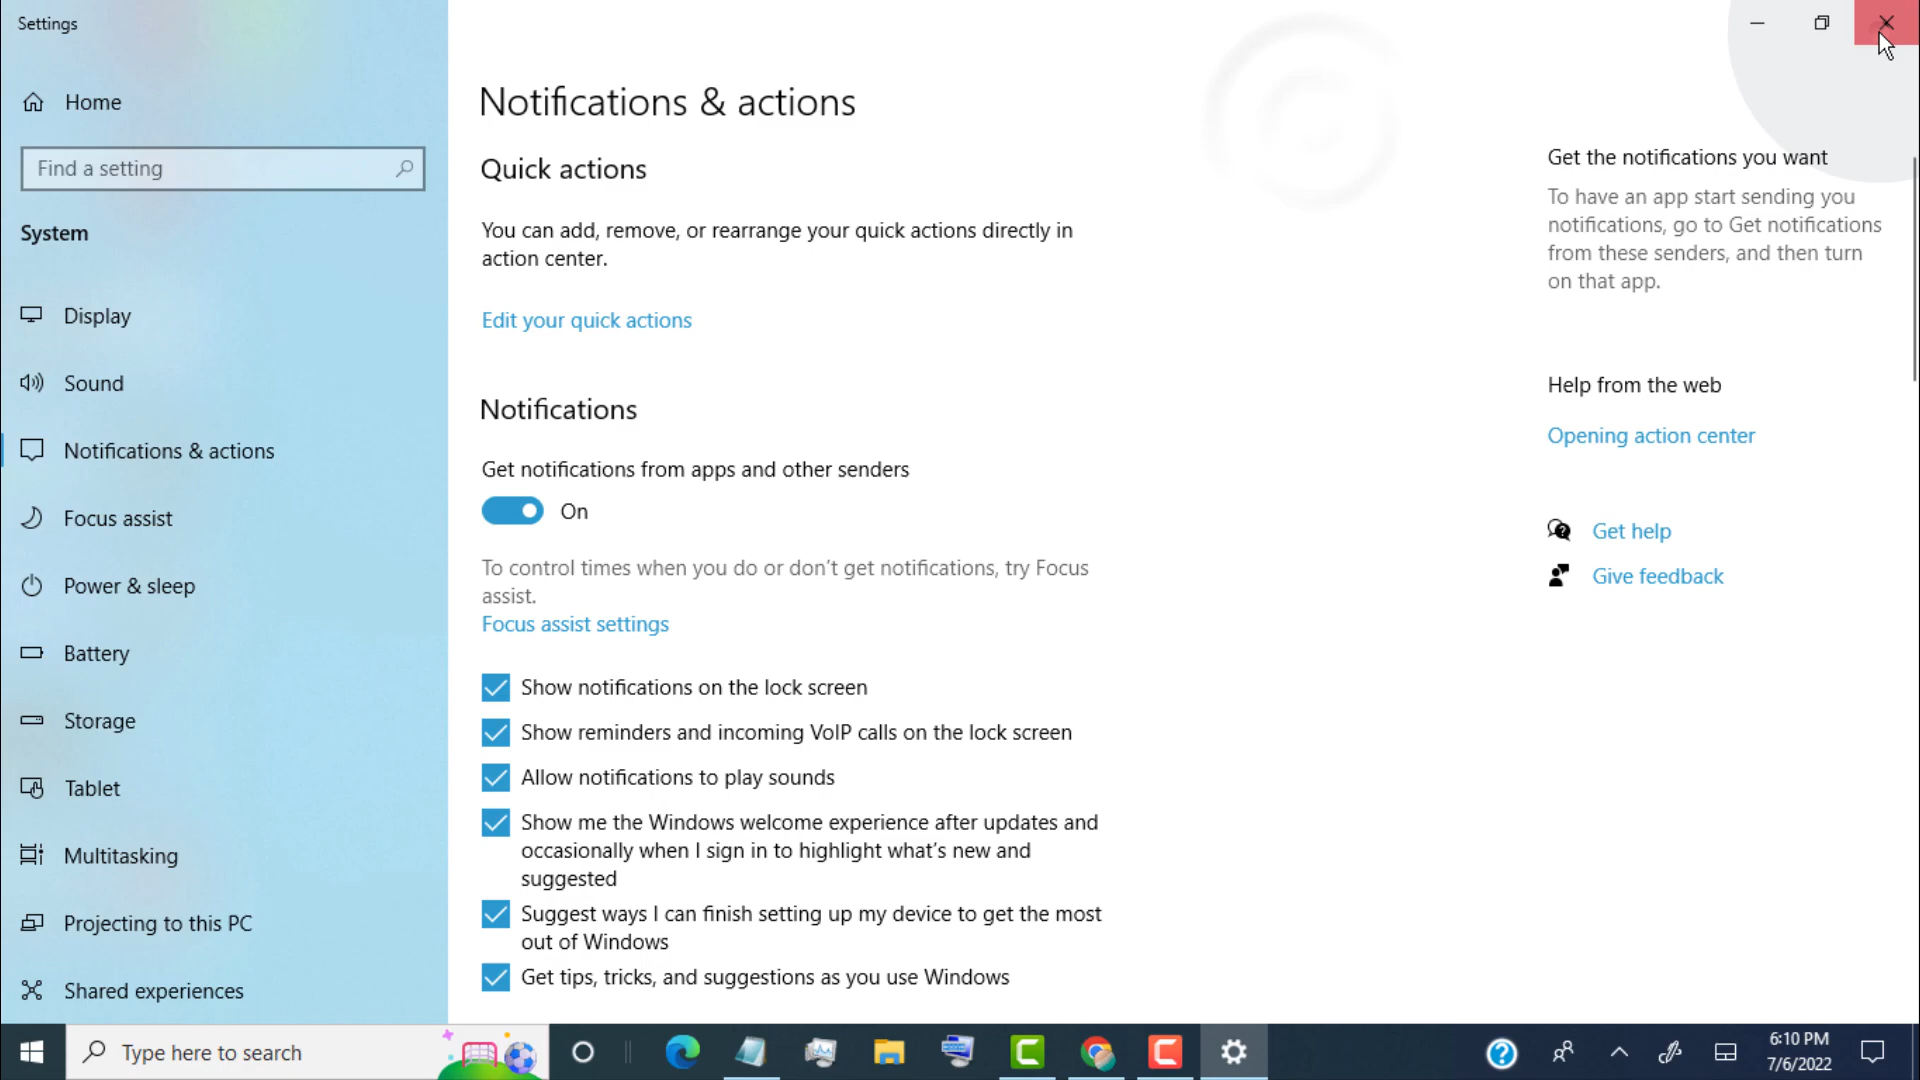 Settings
Home
Find a setting
System
Display
Sound
Notifications & actions
Focus assist
Power & sleep
Battery
Storage
Tablet
Multitasking
Projecting to this PC
Shared experiences
Notifications & actions
Quick actions
You can add, remove, or rearrange your quick actions directly in
action center.
Edit your quick actions
Notifications
Get notifications from apps and other senders
On
To control times when you do or don't get notifications, try Focus
assist.
Focus assist settings
Show notifications on the lock screen
Show reminders and incoming VoIP calls on the lock screen
Allow notifications to play sounds
Show me the Windows welcome experience after updates and
occasionally when I sign in to highlight what's new and
suggested
Suggest ways I can finish setting up my device to get the most
out of Windows
Get tips, tricks, and suggestions as you use Windows
Get the notifications you want
To have an app start sending you
notifications, go to Get notifications
from these senders, and then turn
on that app.
Help from the web
Opening action center
Get help
Give feedback
Type here to search
6:10 PM
7/6/2022